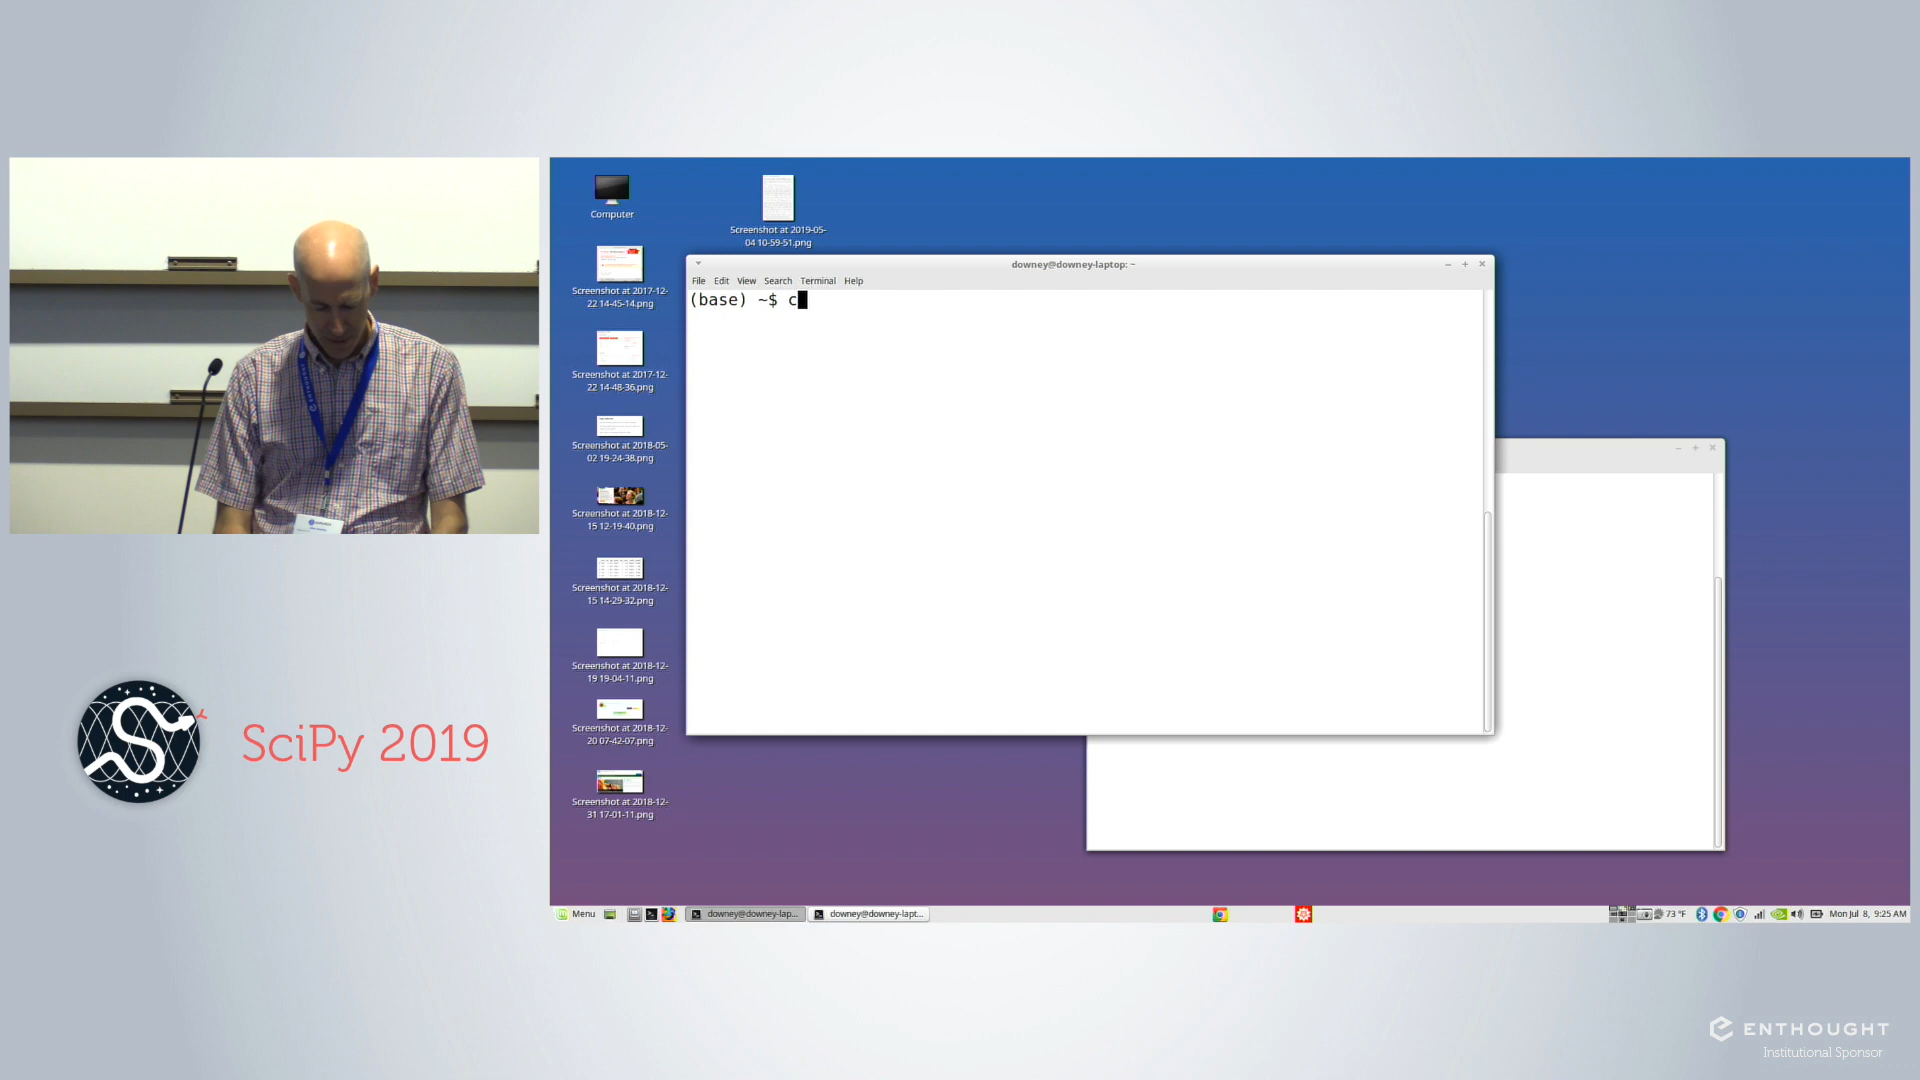 Computer
Screenshot at 2019-05-
04 10-59-51.png
Screenshot at 2017-12-
22 14-45-14.png
Screenshot at 2017-12-
22 14-48-36.png
Screenshot at 2018-05-
02 19-24-38.png
Screenshot at 2018-12-
15 12-19-40.png
Screenshot at 2018-12-
15 14-29-32.png
Screenshot at 2018-12-
19 19-04-11.png
Screenshot at 2018-12-
20 07-42-07.png
Screenshot at 2018-12-
31 17-01-11.png
downey@downey-laptop: ~
File Edit View Search Terminal Help
(base) ~$ c
SciPy 2019
Menu
downey@downey-lap...
downey@downey-lapt...
73 °F
Mon Jul 8, 9:25 AM
ENTHOUGHT
Institutional Sponsor